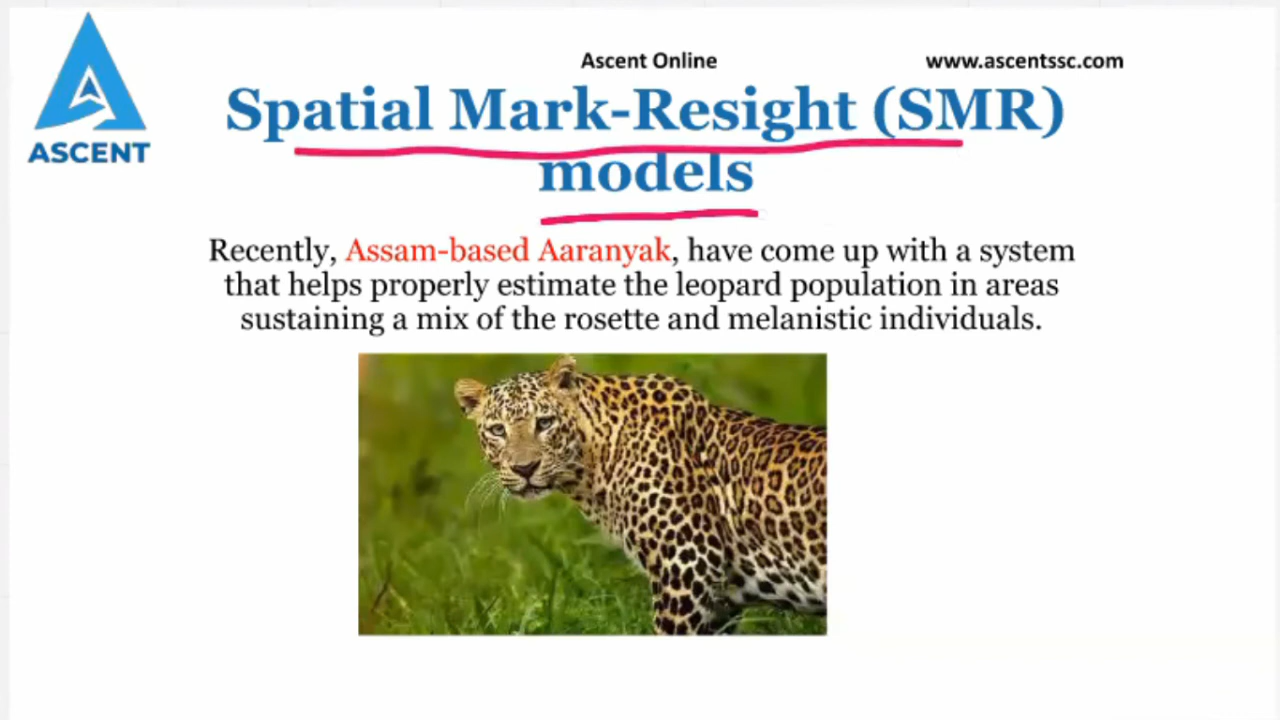 Ascent Online www.ascentssc.com
ASCENT
Spatial Mark-Resight (SMR)
models
Recently, Assam-based Aaranyak, have come up with a system
that helps properly estimate the leopard population in areas
sustaining a mix of the rosette and melanistic individuals.